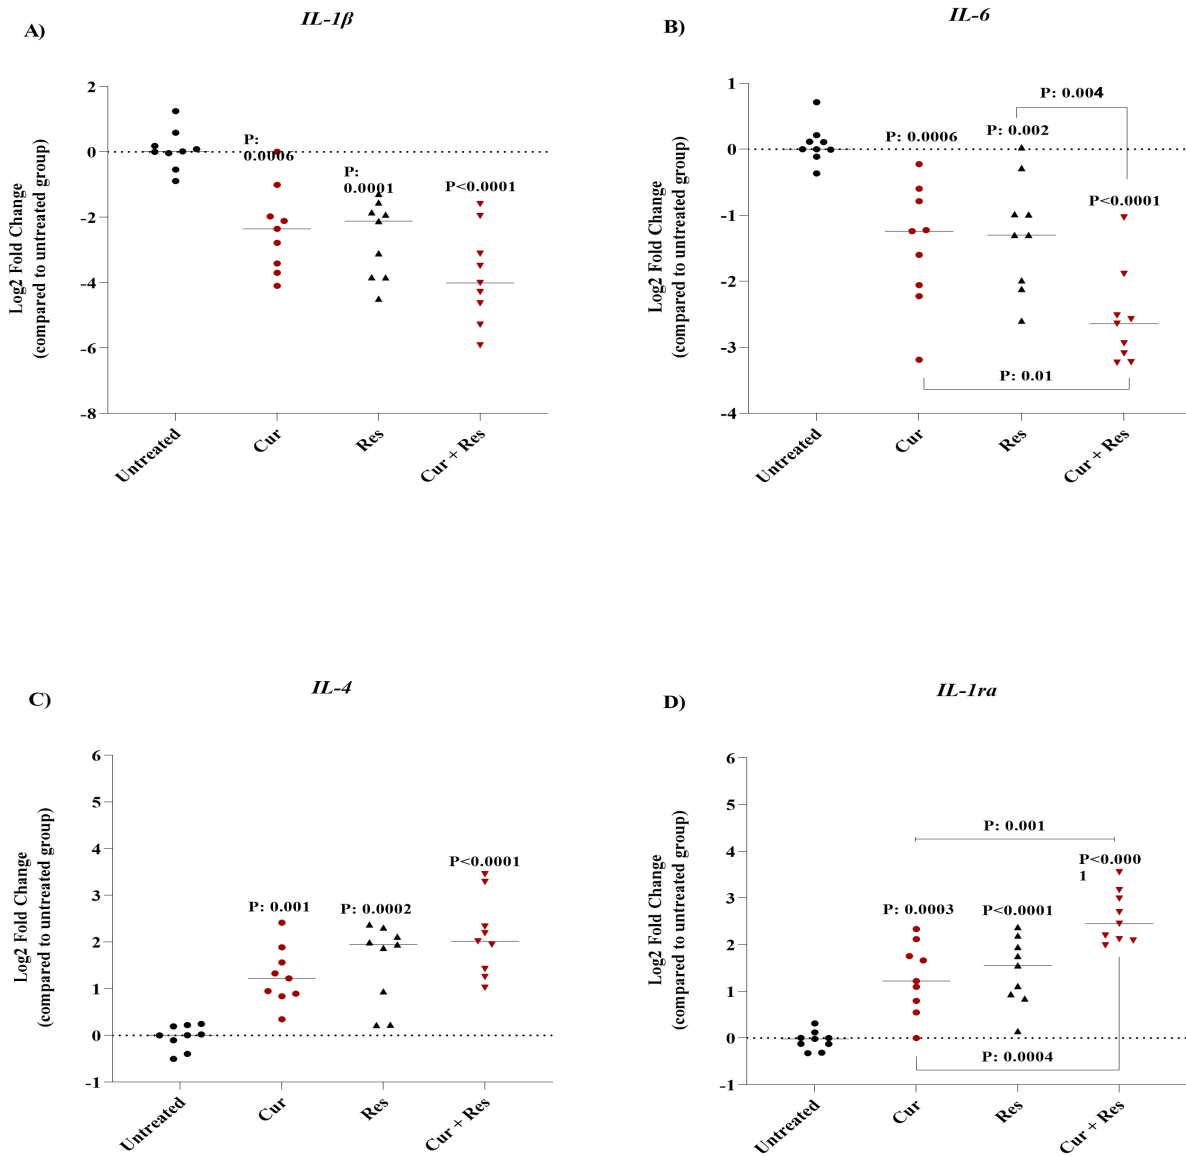 A)
IL-1β
Log2 Fold Change
(compared to untreated group)
2
0
-2
-4
-6
-8
P:
0.0006
P:
0.0001
P<0.0001
Untreated
Cur
Res
Cur + Res
B)
IL-6
Log2 Fold Change
(compared to untreated group)
1
0
-1
-2
-3
-4
P: 0.0006
P: 0.002
P: 0.004
P<0.0001
P: 0.01
Untreated
Cur
Res
Cur + Res
C)
IL-4
Log2 Fold Change
(compared to untreated group)
6
5
4
3
2
1
0
-1
P: 0.001
P: 0.0002
P<0.0001
Untreated
Cur
Res
Cur + Res
D)
IL-1ra
Log2 Fold Change
(compared to untreated group)
6
5
4
3
2
1
0
-1
P: 0.001
P: 0.0003
P<0.0001
P<0.000
1
P: 0.0004
Untreated
Cur
Res
Cur + Res